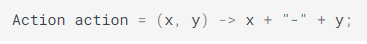 Action action = (x, y) -> x + "-" + y;